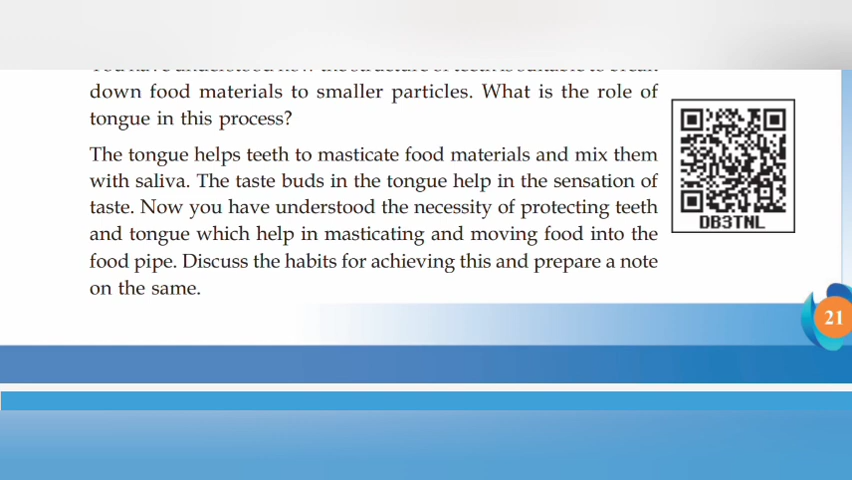 down food materials to smaller particles. What is the role of
tongue in this process?
The tongue helps teeth to masticate food materials and mix them
with saliva. The taste buds in the tongue help in the sensation of
taste. Now you have understood the necessity of protecting teeth
and tongue which help in masticating and moving food into the
food pipe. Discuss the habits for achieving this and prepare a note
on the same.
DB3TNL
21